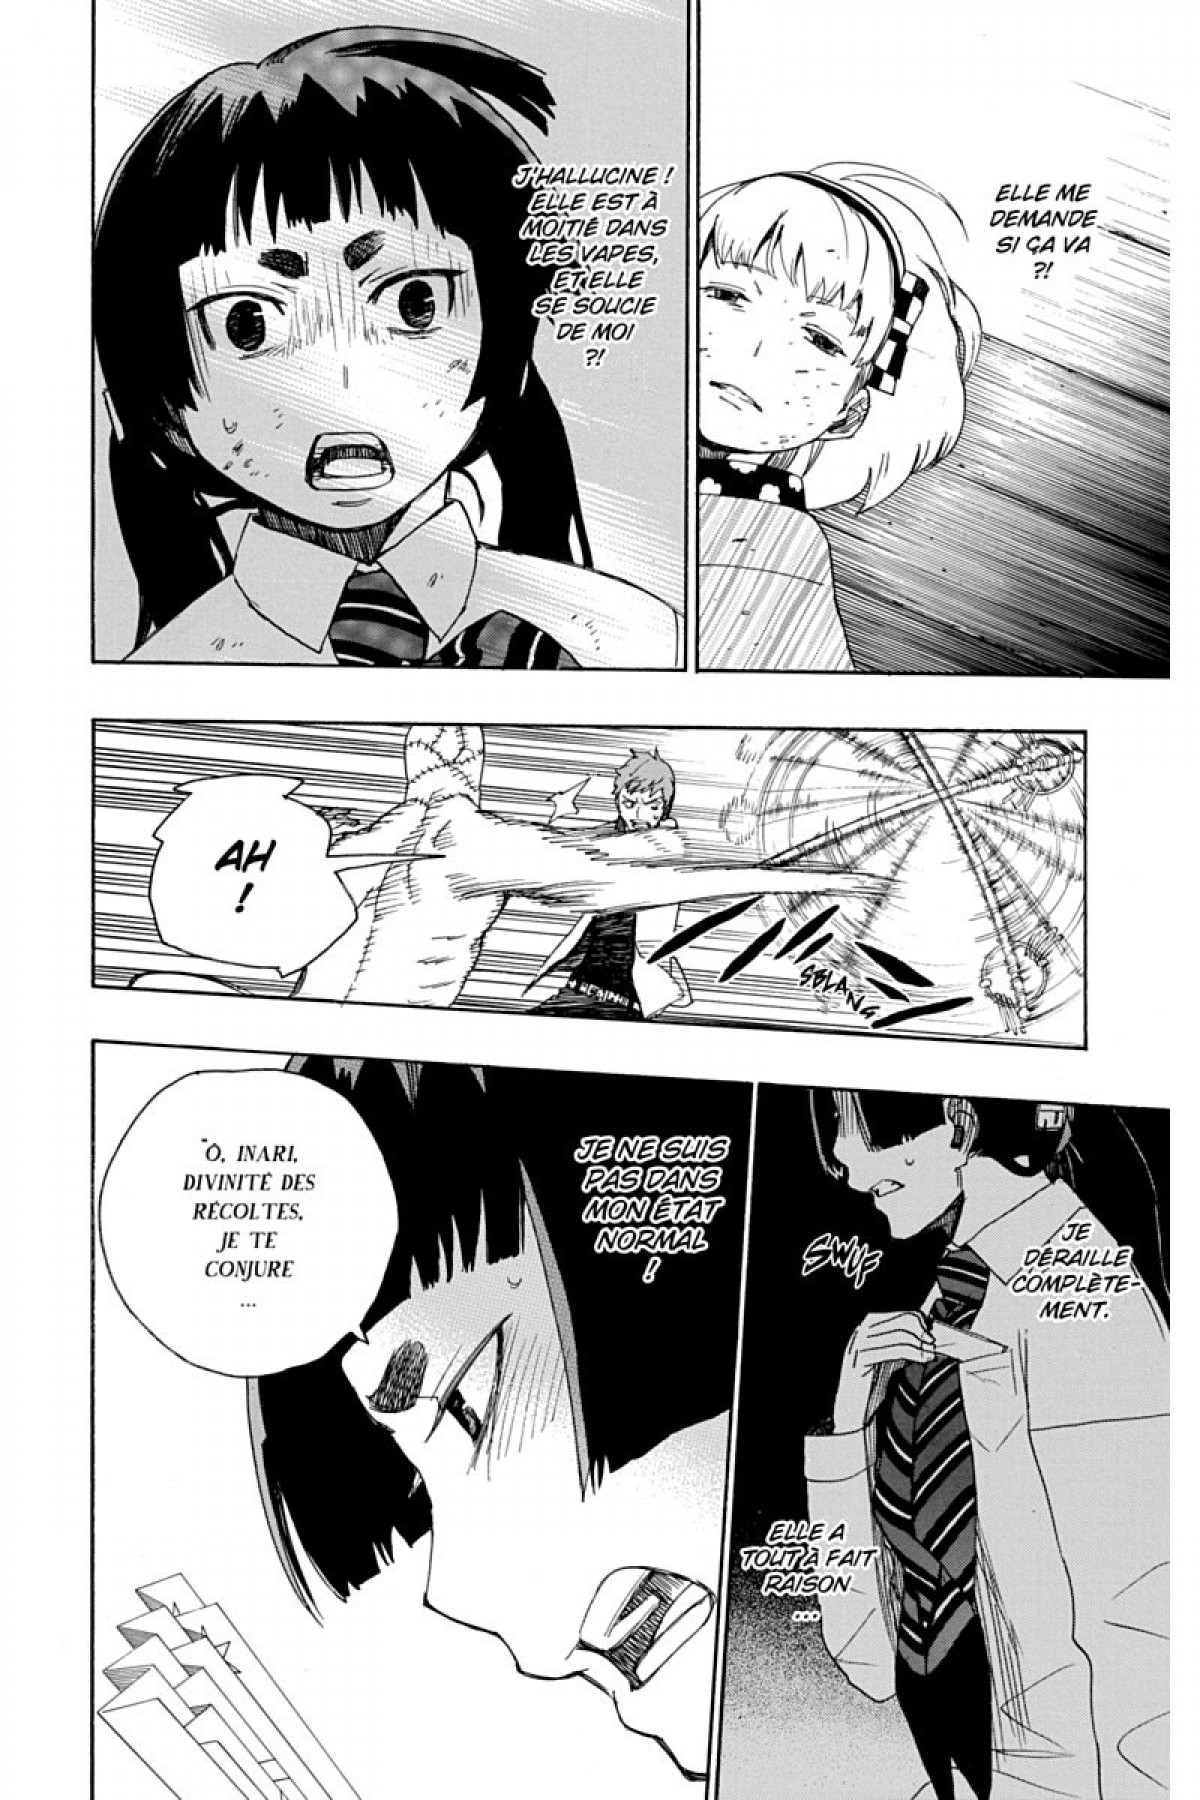 ELLE ME
DEMANDE
SI ÇA VA
?!
J'HALLUCINE !
ELLE EST À
MOITIÉ DANS
LES VAPES,
ET ELLE
SE SOUCIE
DE MOI
?!
AH
!
SBLANG
JE
DÉRAILLE
COMPLÈTE-
MENT.
SWUF
ELLE A
TOUT À FAIT
RAISON
...
JE NE SUIS
PAS DANS
MON ÉTAT
NORMAL
!
"Ô, INARI,
DIVINITÉ DES
RÉCOLTES,
JE TE
CONJURE
...